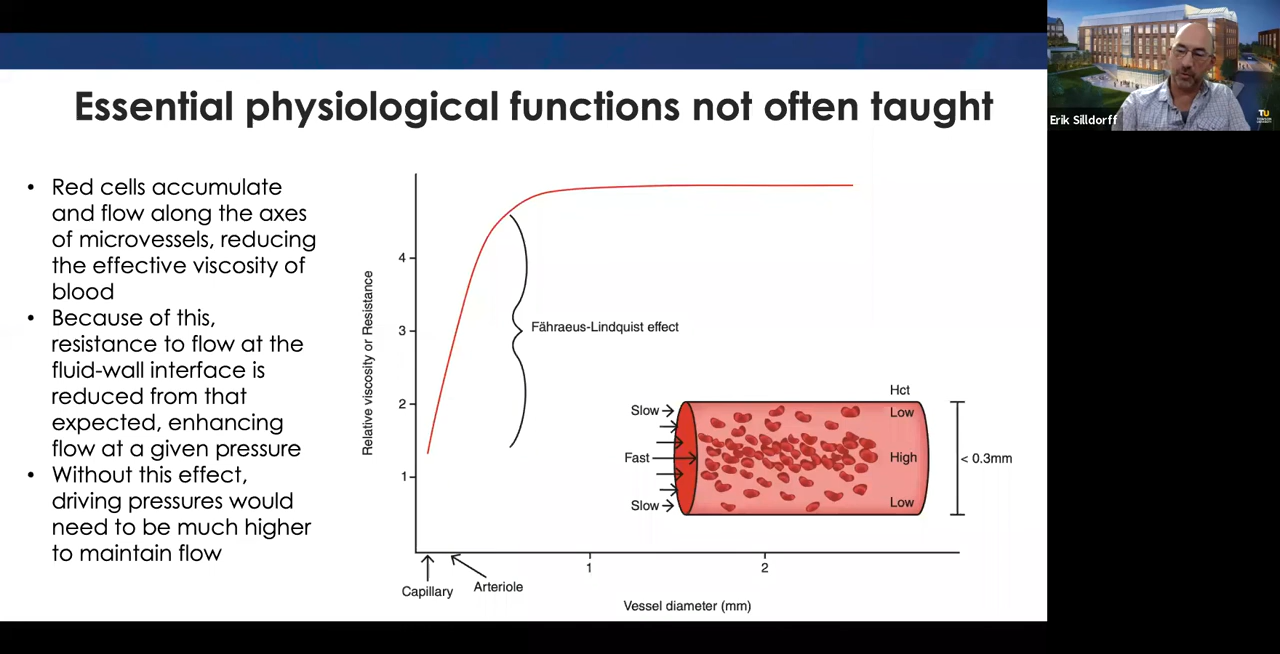 Essential physiological functions not often taught
• Red cells accumulate
and flow along the axes
of microvessels, reducing
the effective viscosity of
blood
• Because of this,
resistance to flow at the
fluid-wall interface is
reduced from that
expected, enhancing
flow at a given pressure
• Without this effect,
driving pressures would
need to be much higher
to maintain flow
Relative viscosity or Resistance
4
3
2
1
Fähraeus-Lindquist effect
Hct
Slow
Low
Fast
High
< 0.3mm
Slow
Low
1
2
Capillary
Arteriole
Vessel diameter (mm)
Erik Silldorff
TU